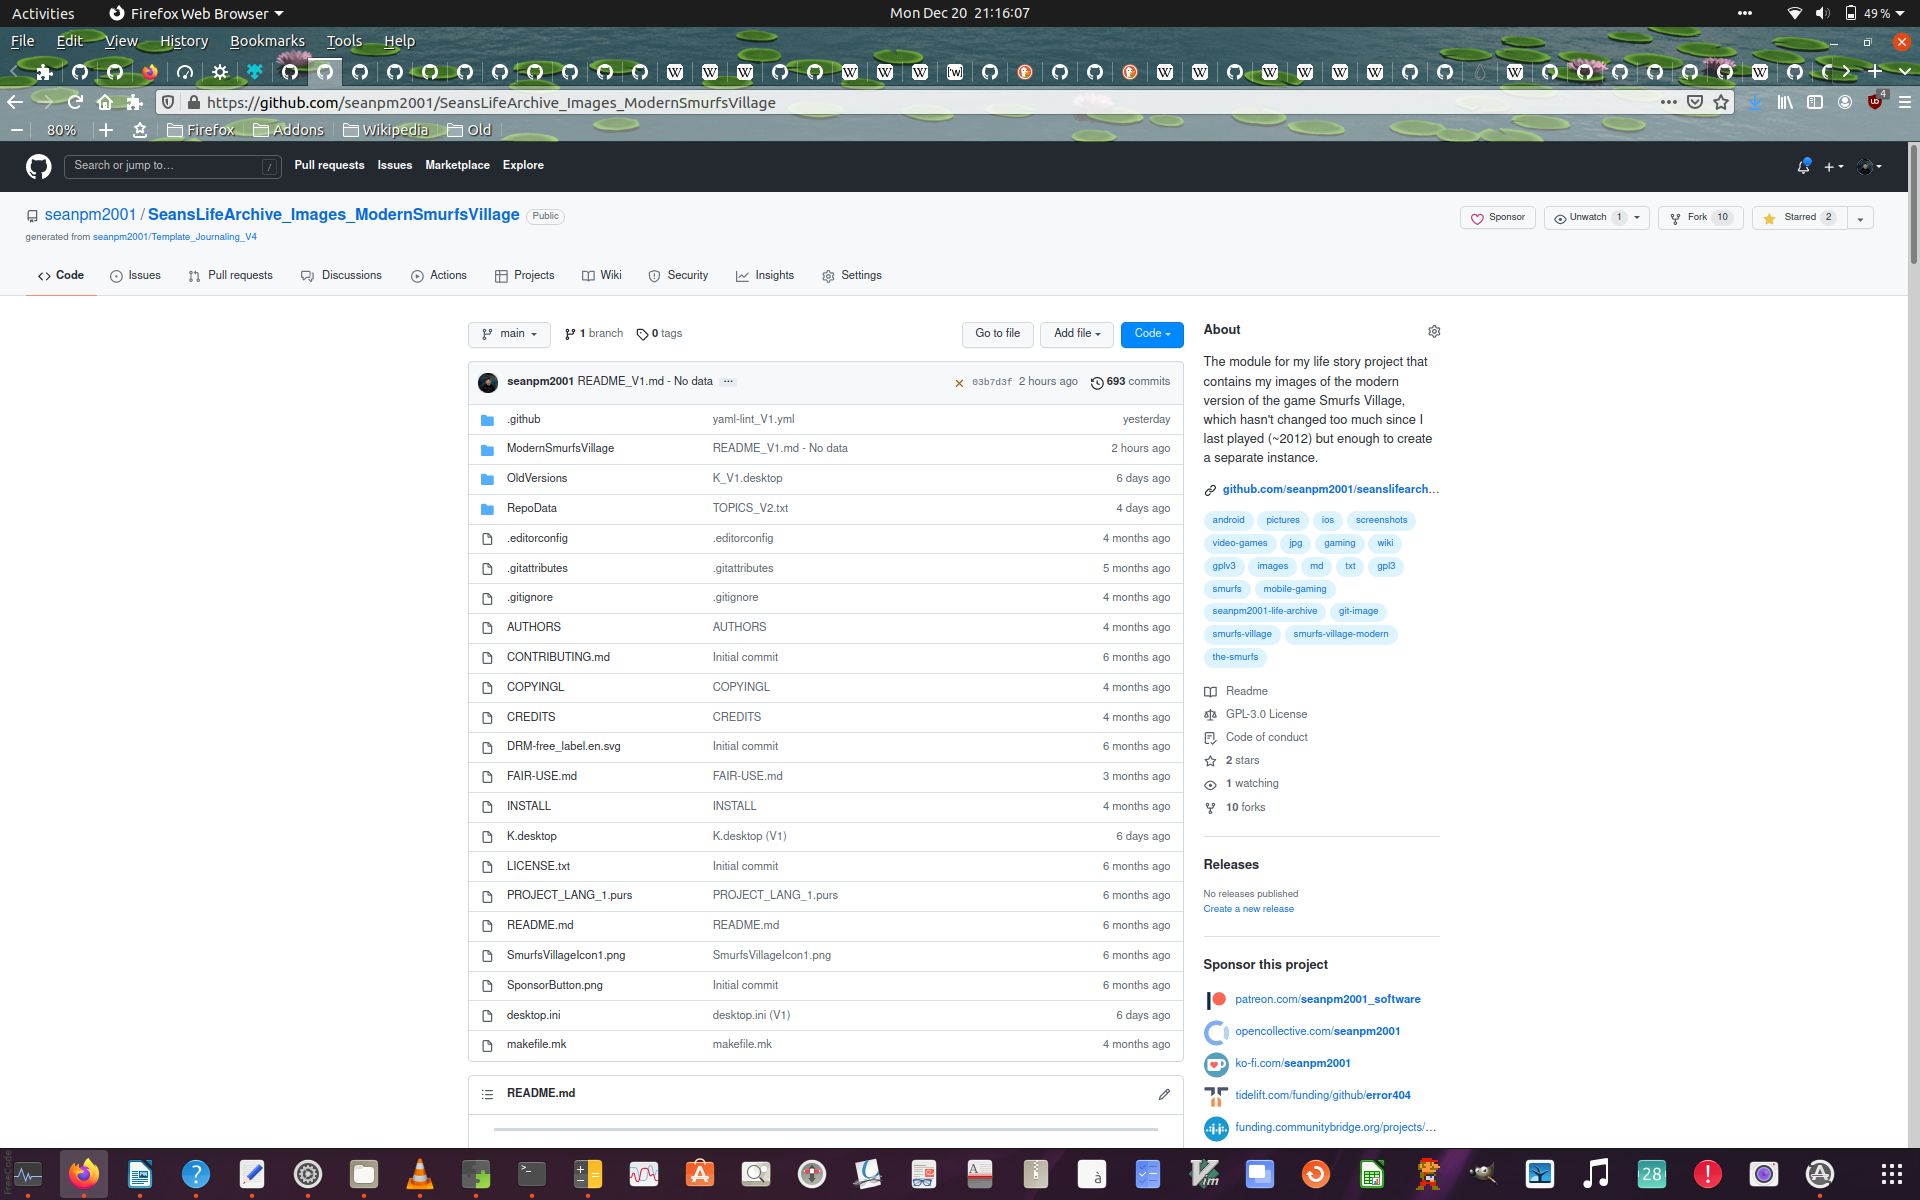 Activities Firefox Web Browser Mon Dec 20 21:16:07 49 %
File Edit View History Bookmarks Tools Help
https://github.com/seanpm2001/SeansLifeArchive_Images_ModernSmurfsVillage 4
80% Firefox Addons Wikipedia Old
Search or jump to… / Pull requests Issues Marketplace Explore
seanpm2001 / SeansLifeArchive_Images_ModernSmurfsVillage Public Sponsor Unwatch 1 Fork 10 Starred 2
generated from seanpm2001/Template_Journaling_V4
Code Issues Pull requests Discussions Actions Projects Wiki Security Insights Settings
main 1 branch 0 tags Go to file Add file Code
seanpm2001 README_V1.md - No data ... 03b7d3f 2 hours ago 693 commits
.github yaml-lint_V1.yml yesterday
ModernSmurfsVillage README_V1.md - No data 2 hours ago
OldVersions K_V1.desktop 6 days ago
RepoData TOPICS_V2.txt 4 days ago
.editorconfig .editorconfig 4 months ago
.gitattributes .gitattributes 5 months ago
.gitignore .gitignore 4 months ago
AUTHORS AUTHORS 4 months ago
CONTRIBUTING.md Initial commit 6 months ago
COPYINGL COPYINGL 4 months ago
CREDITS CREDITS 4 months ago
DRM-free_label.en.svg Initial commit 6 months ago
FAIR-USE.md FAIR-USE.md 3 months ago
INSTALL INSTALL 4 months ago
K.desktop K.desktop (V1) 6 days ago
LICENSE.txt Initial commit 6 months ago
PROJECT_LANG_1.purs PROJECT_LANG_1.purs 6 months ago
README.md README.md 6 months ago
SmurfsVillageIcon1.png SmurfsVillageIcon1.png 6 months ago
SponsorButton.png Initial commit 6 months ago
desktop.ini desktop.ini (V1) 6 days ago
makefile.mk makefile.mk 4 months ago
README.md
About
The module for my life story project that
contains my images of the modern
version of the game Smurfs Village,
which hasn't changed too much since I
last played (~2012) but enough to create
a separate instance.
github.com/seanpm2001/seanslifearch…
android pictures ios screenshots
video-games jpg gaming wiki
gplv3 images md txt gpl3
smurfs mobile-gaming
seanpm2001-life-archive git-image
smurfs-village smurfs-village-modern
the-smurfs
Readme
GPL-3.0 License
Code of conduct
2 stars
1 watching
10 forks
Releases
No releases published
Create a new release
Sponsor this project
patreon.com/seanpm2001_software
opencollective.com/seanpm2001
ko-fi.com/seanpm2001
tidelift.com/funding/github/error404
funding.communitybridge.org/projects/…
28